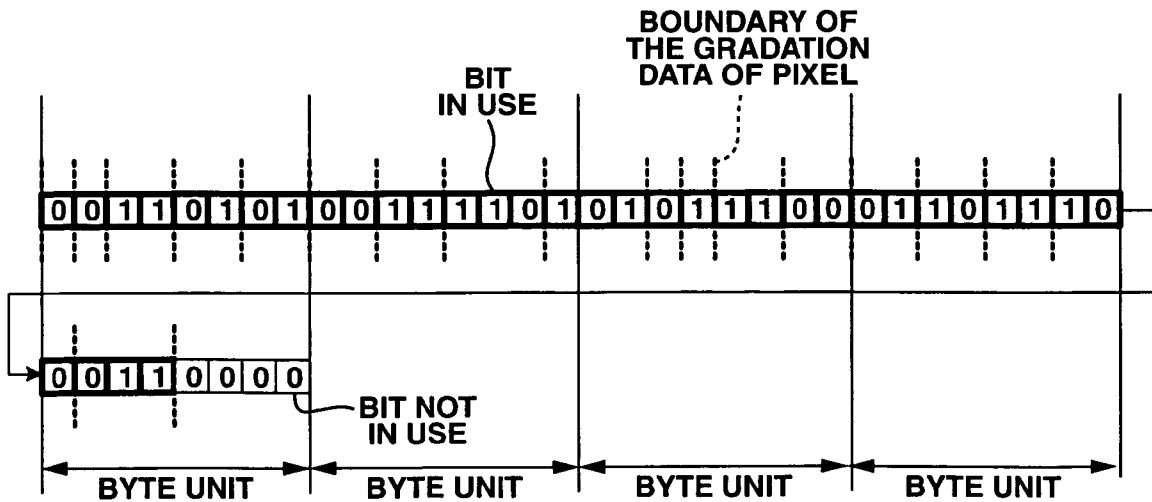 BOUNDARY OF
THE GRADATION
DATA OF PIXEL
BIT
IN USE
0 0 1 1 0 1 0 1 0 0 1 1 1 1 0 1 0 1 0 1 1 1 0 0 0 1 1 0 1 1 1 0
0 0 1 1 0 0 0 0
BIT NOT
IN USE
BYTE UNIT BYTE UNIT BYTE UNIT BYTE UNIT